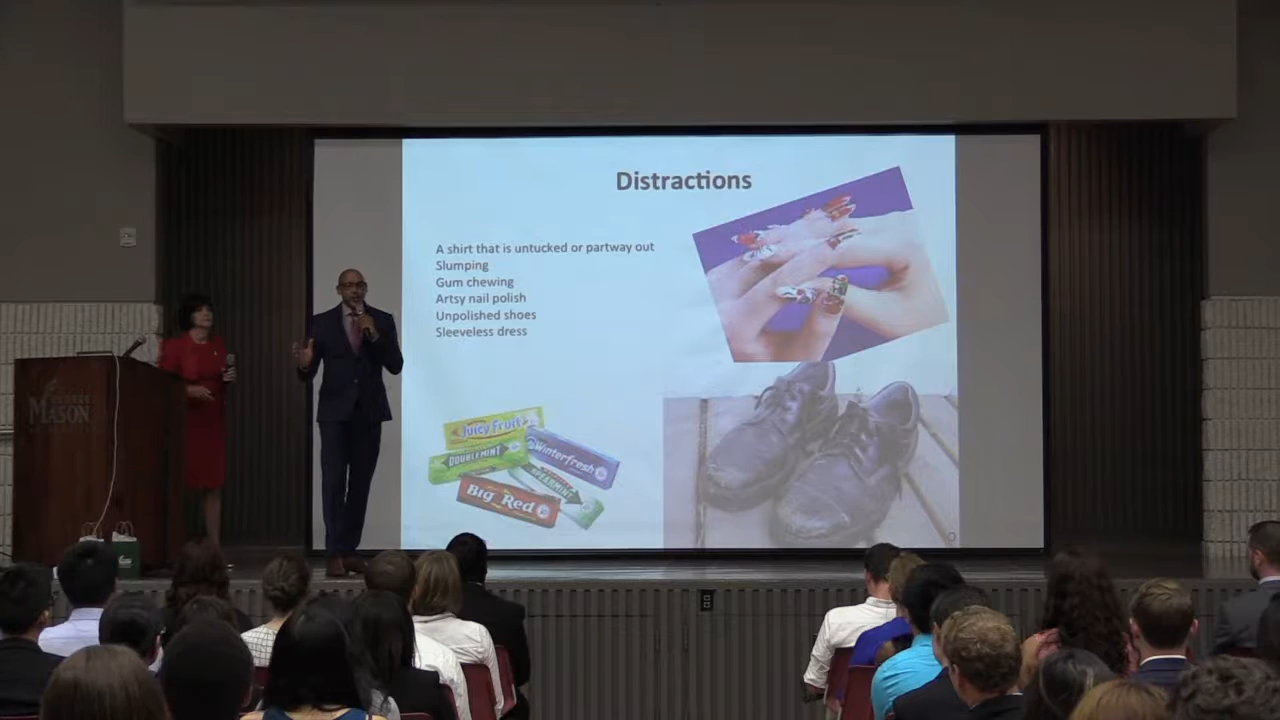 Distractions
A shirt that is untucked or partway out
Slumping
Gum chewing
Artsy nail polish
Unpolished shoes
Sleeveless dress
Juicy Fruit
DOUBLEMINT
Winterfresh
SPEARMINT
Big Red
GEORGE
MASON